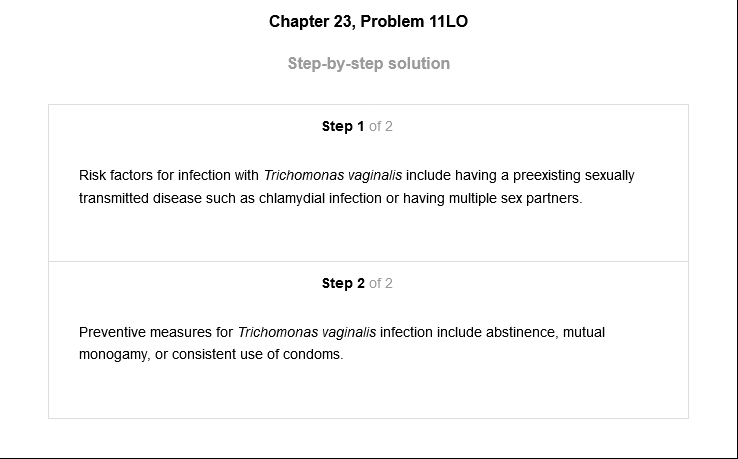 Chapter 23, Problem 11LO
Step-by-step solution
Step 1 of 2
Risk factors for infection with Trichomonas vaginalis include having a preexisting sexually
transmitted disease such as chlamydial infection or having multiple sex partners.
Step 2 of 2
Preventive measures for Trichomonas vaginalis infection include abstinence, mutual
monogamy, or consistent use of condoms.